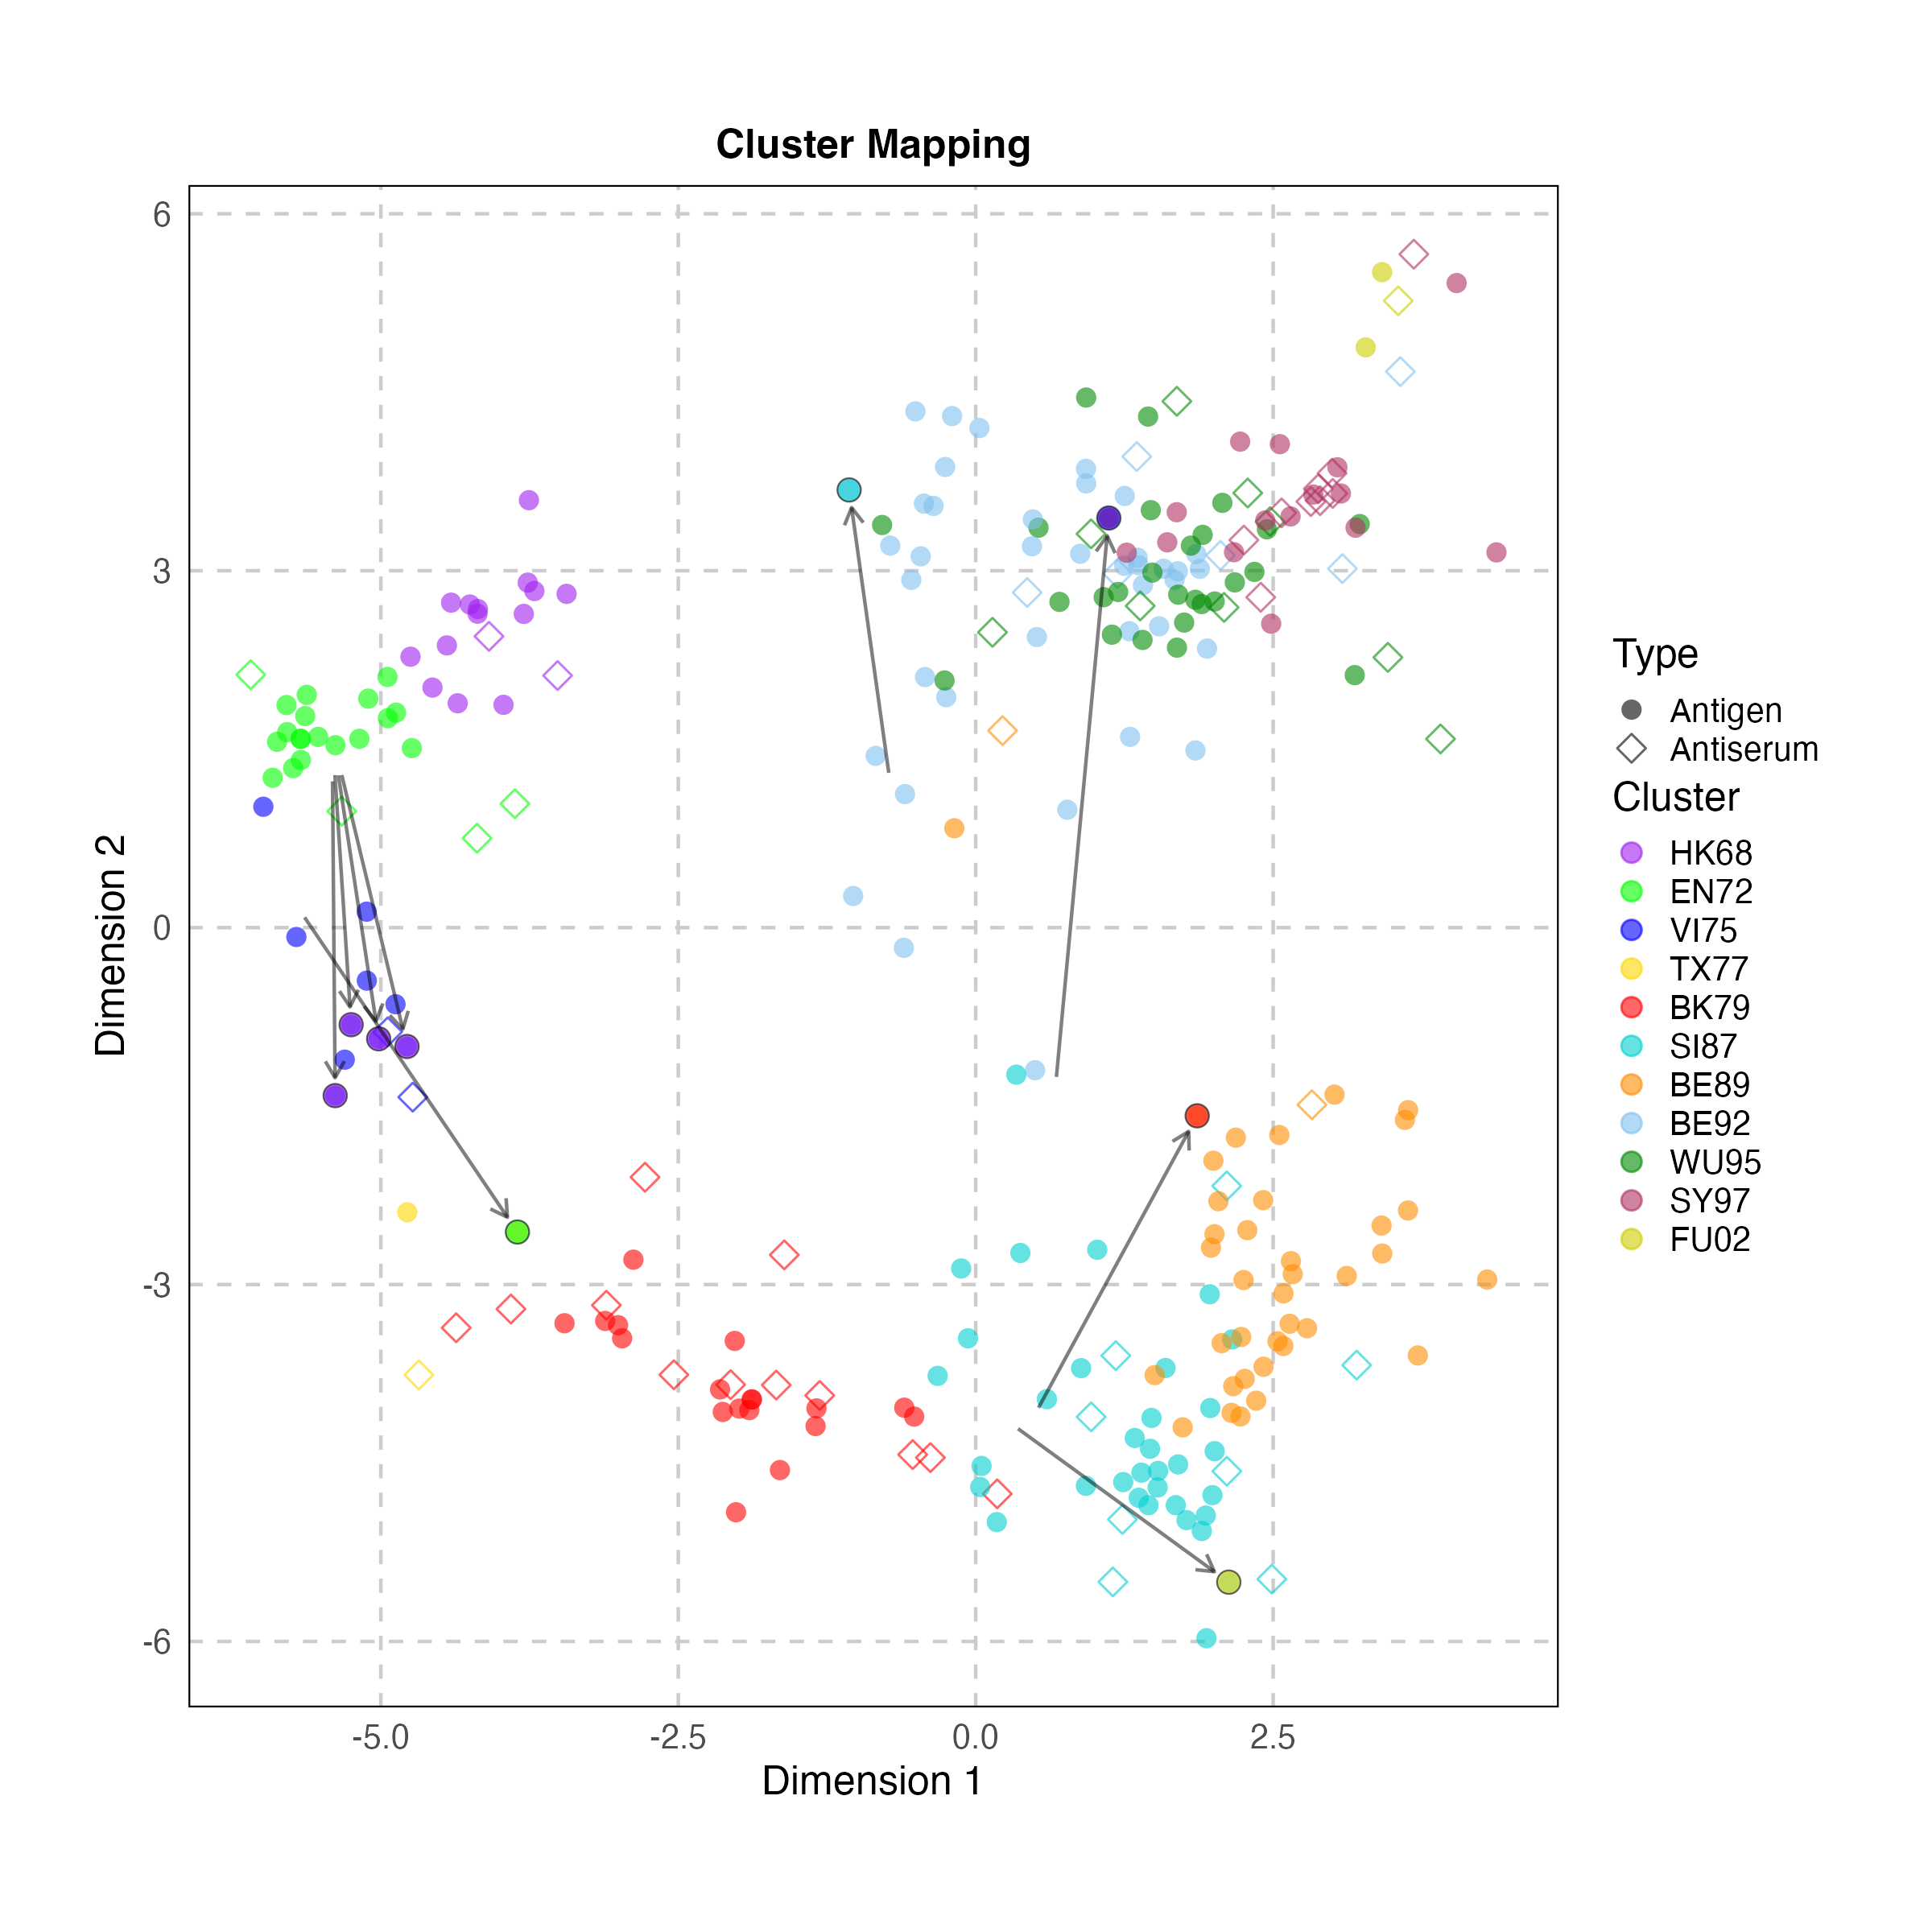 Cluster Mapping
6
3
0
-3
-6
Dimension 2
-5.0
-2.5
0.0
2.5
Dimension 1
Type
Antigen
Antiserum
Cluster
HK68
EN72
VI75
TX77
BK79
SI87
BE89
BE92
WU95
SY97
FU02